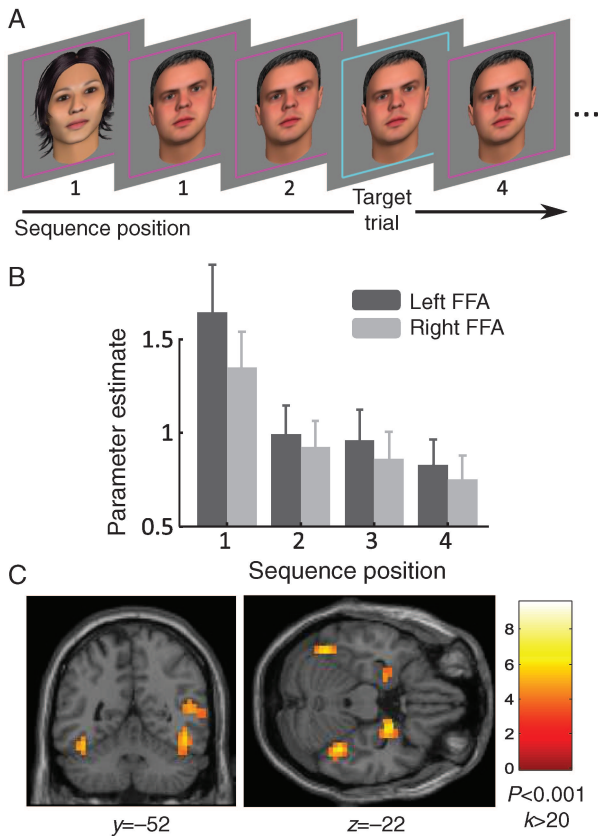 A
1
1
2
Target
trial
4
...
Sequence position
B
Left FFA
Right FFA
Parameter estimate
1.5
1
0.5
1 2 3 4
Sequence position
C
8
6
4
2
0
y=–52
z=–22
P<0.001
k>20